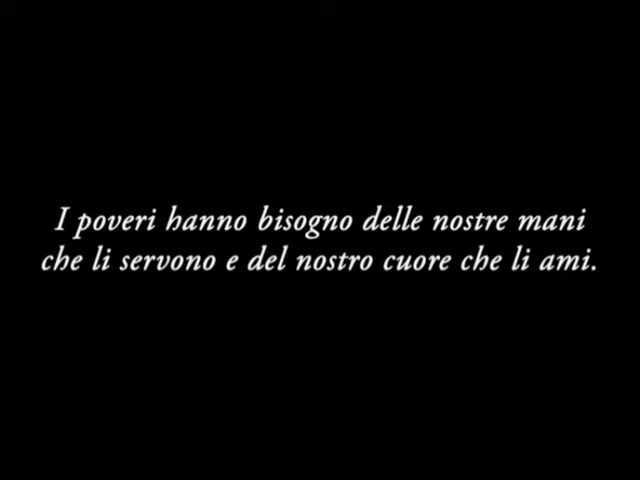 I poveri hanno bisogno delle nostre mani
che li servono e del nostro cuore che li ami.